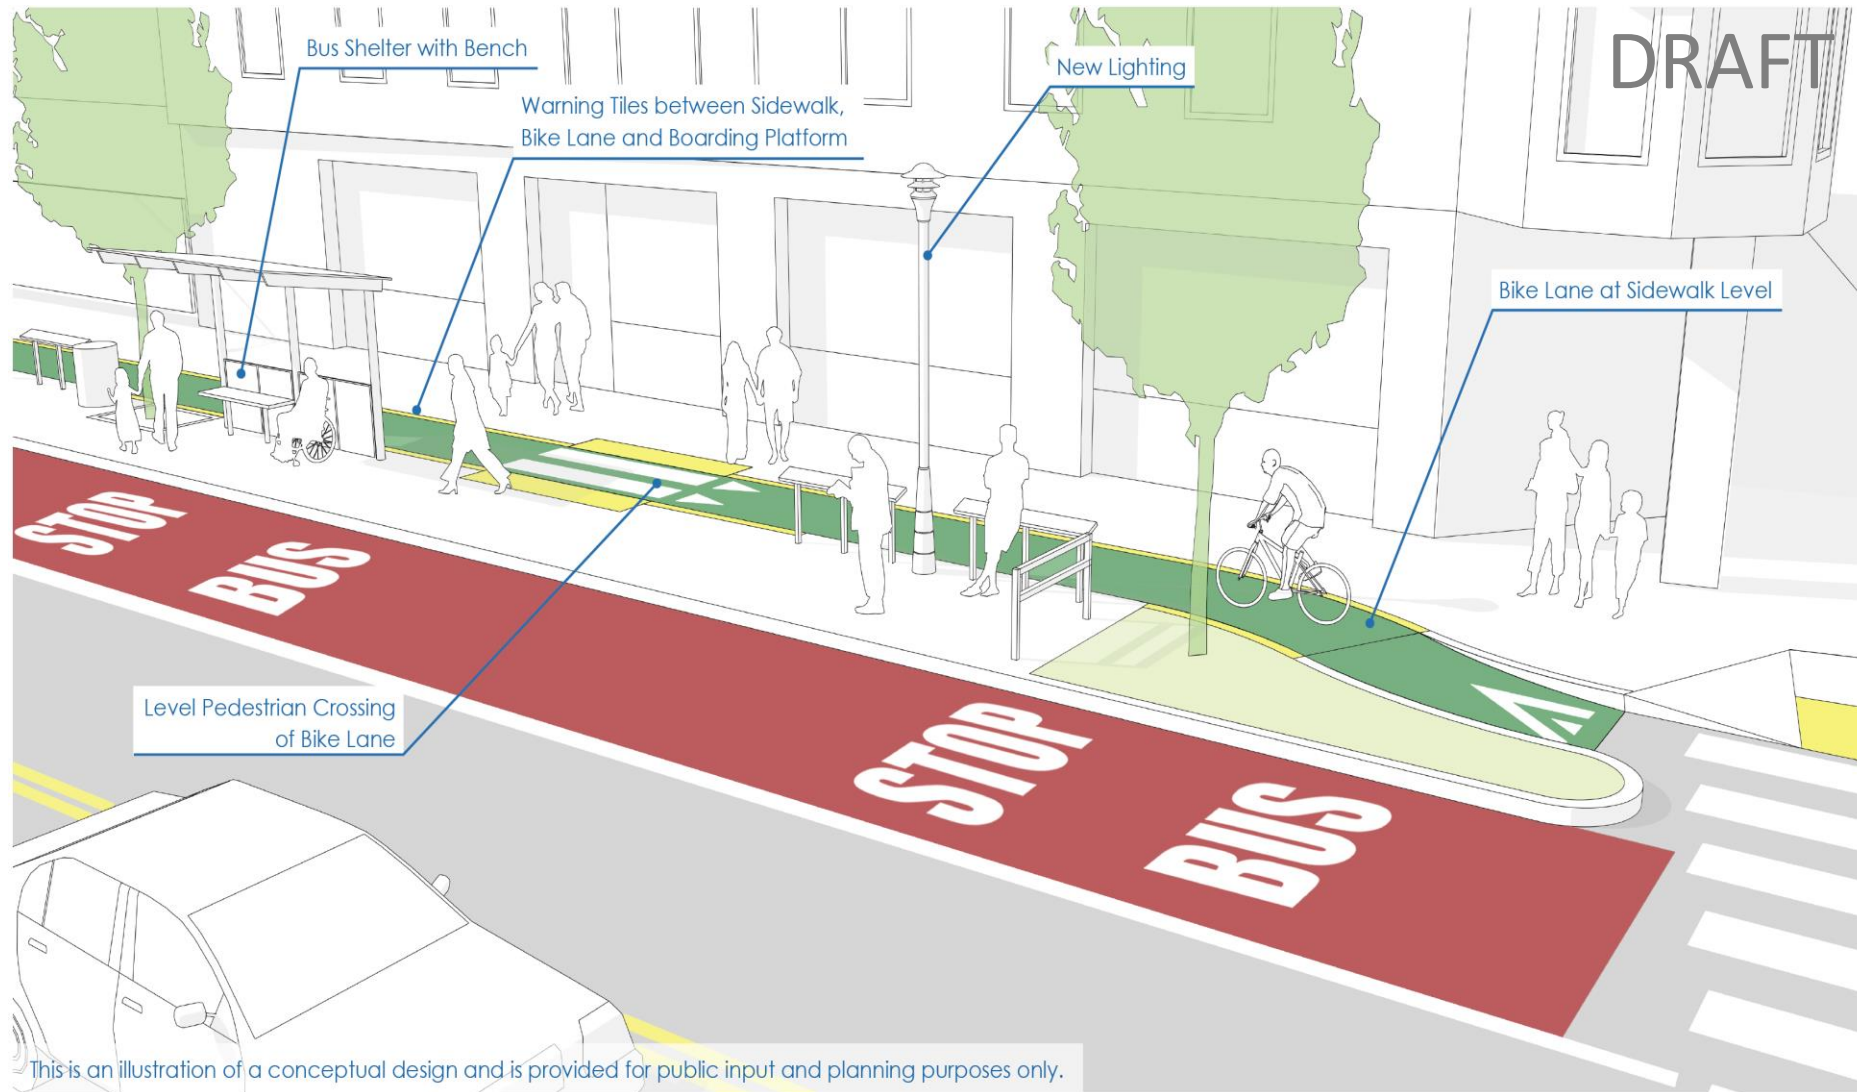 DRAFT
Bus Shelter with Bench
New Lighting
Warning Tiles between Sidewalk,
Bike Lane and Boarding Platform
Bike Lane at Sidewalk Level
STOP
BUS
Level Pedestrian Crossing
of Bike Lane
STOP
BUS
This is an illustration of a conceptual design and is provided for public input and planning purposes only.